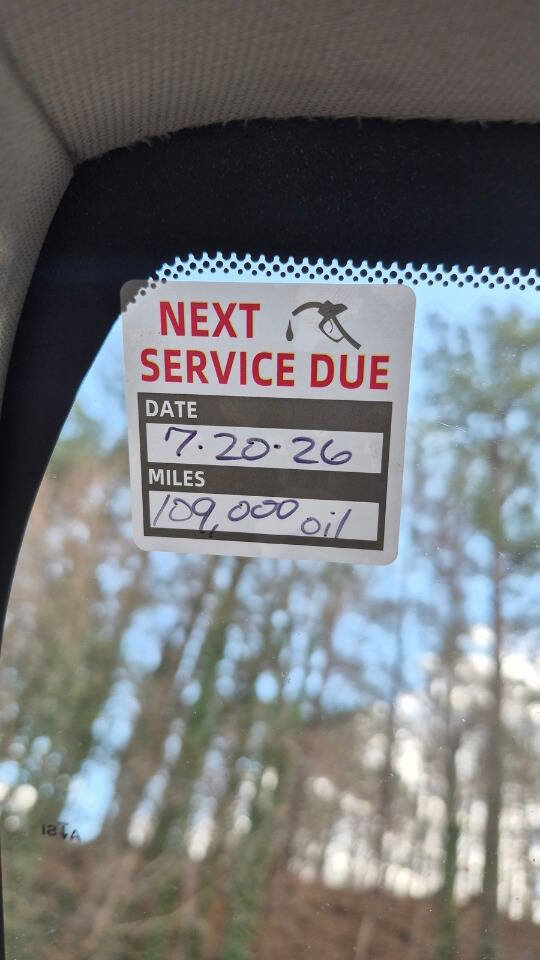 NEXT
SERVICE DUE
DATE
7.20.26
MILES
109,000 oil